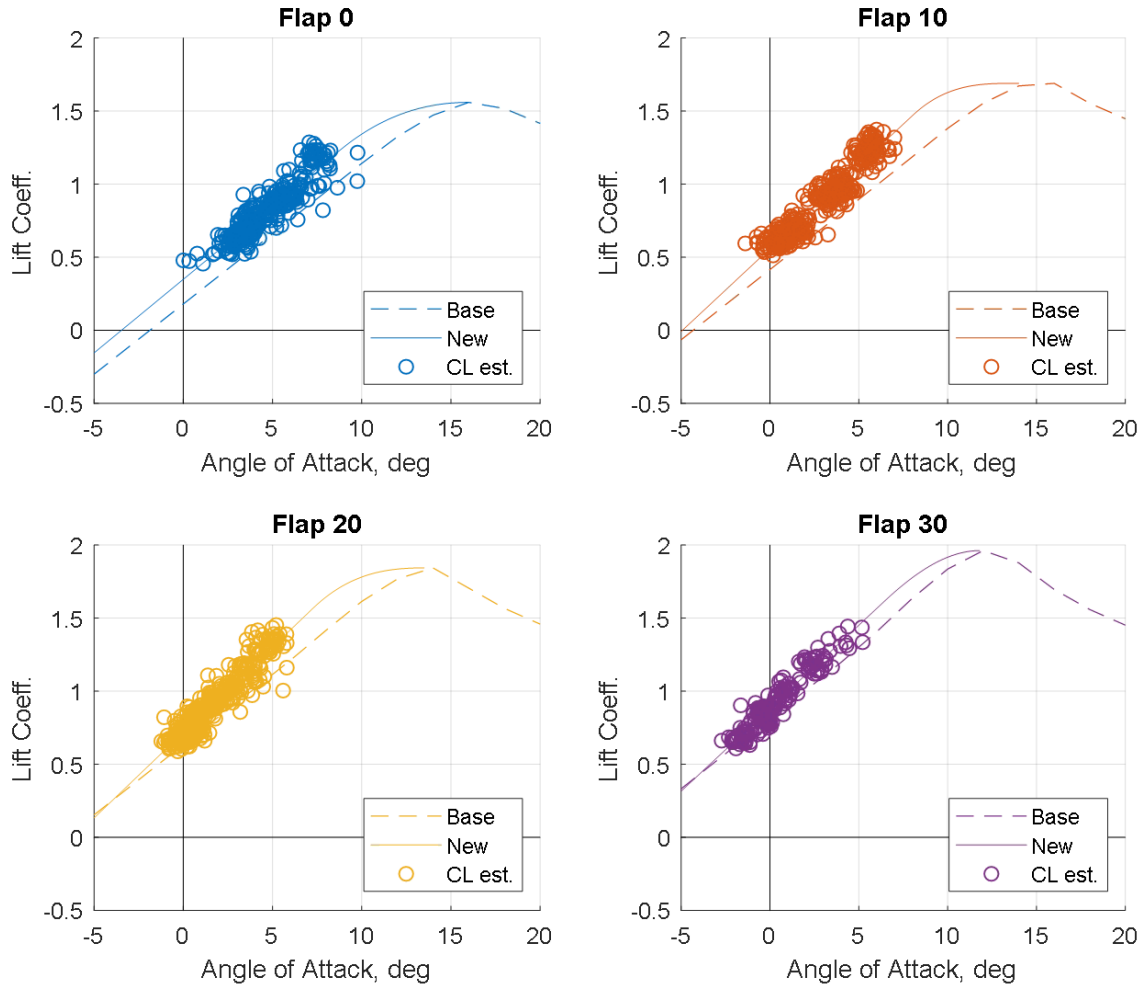 Flap 0
2
1.5
1
0.5
0
-0.5
-5 0 5 10 15 20
Lift Coeff.
Angle of Attack, deg
Base
New
CL est.
Flap 10
2
1.5
1
0.5
0
-0.5
-5 0 5 10 15 20
Lift Coeff.
Angle of Attack, deg
Base
New
CL est.
Flap 20
2
1.5
1
0.5
0
-0.5
-5 0 5 10 15 20
Lift Coeff.
Angle of Attack, deg
Base
New
CL est.
Flap 30
2
1.5
1
0.5
0
-0.5
-5 0 5 10 15 20
Lift Coeff.
Angle of Attack, deg
Base
New
CL est.